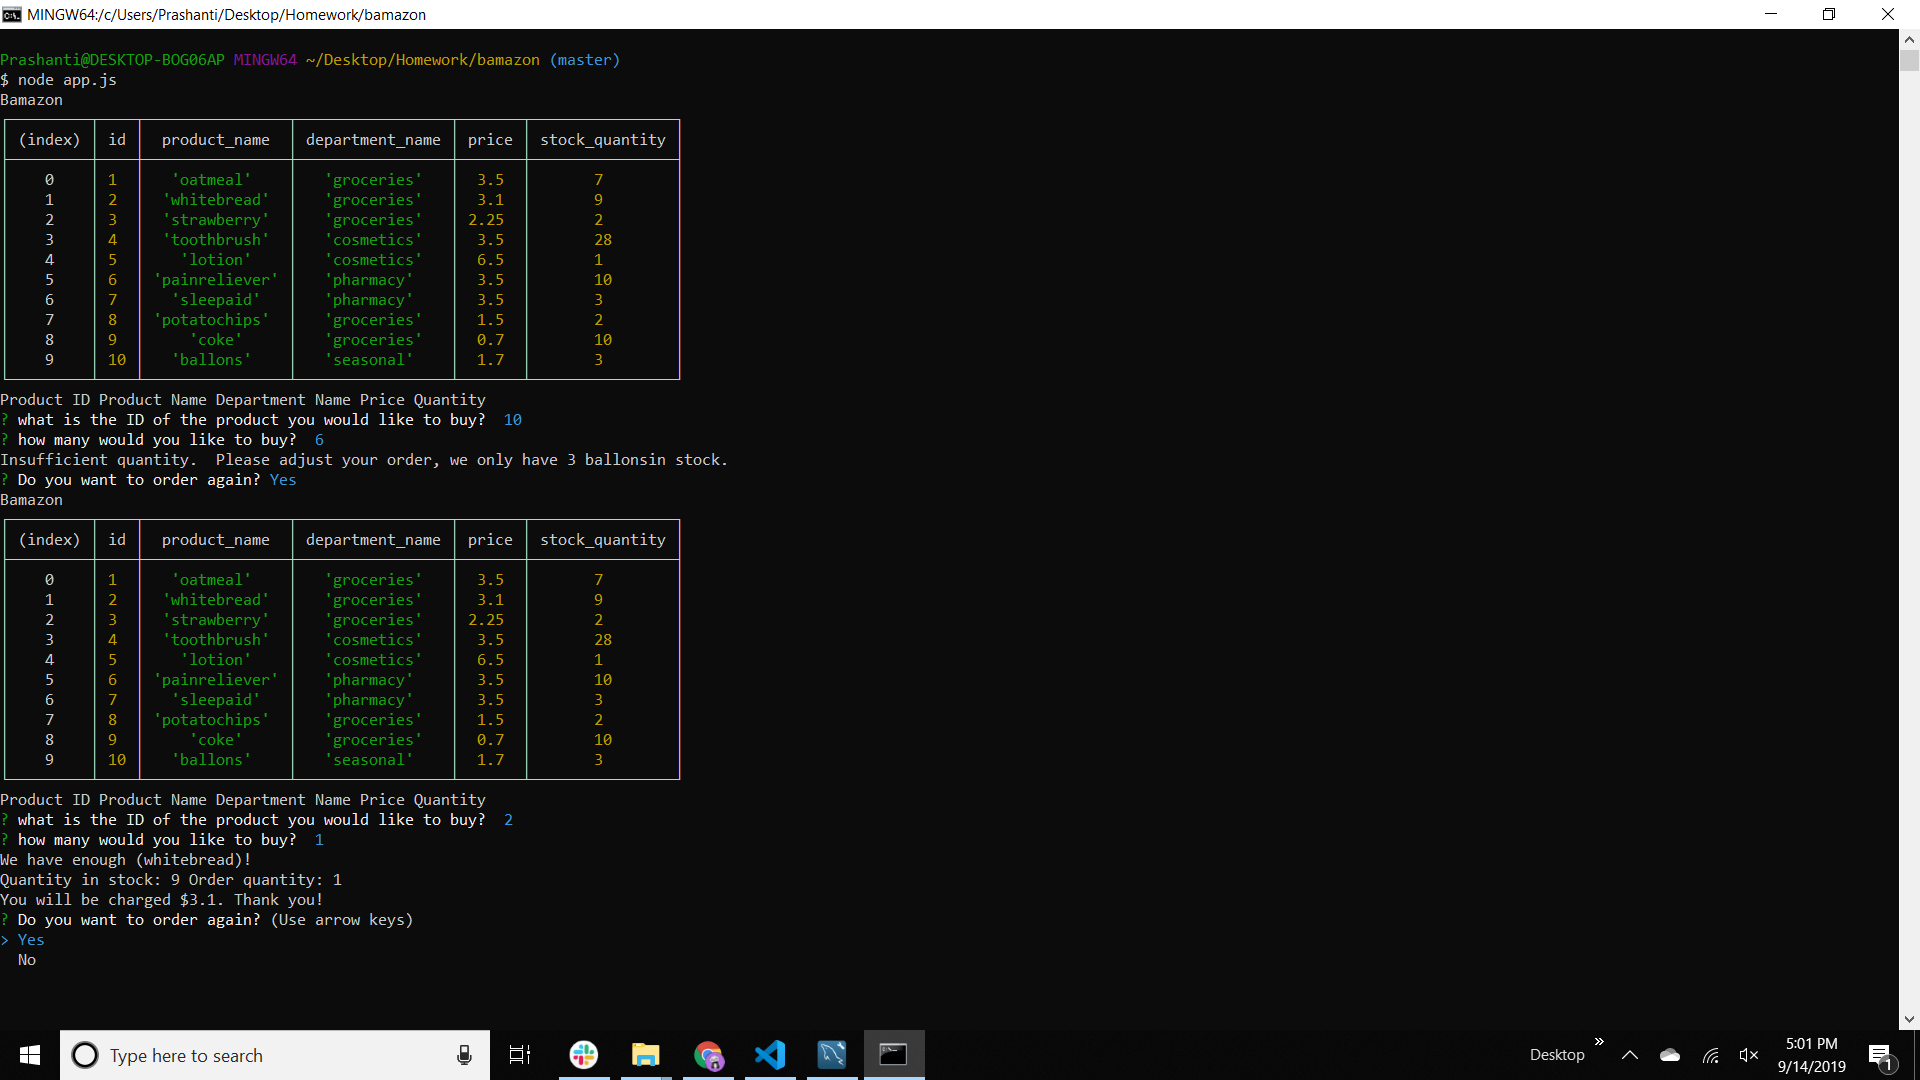 MINGW64:/c/Users/Prashanti/Desktop/Homework/bamazon
Prashanti@DESKTOP-BOG06AP MINGW64 ~/Desktop/Homework/bamazon (master)
$ node app.js
Bamazon
(index) id product_name department_name price stock_quantity
0 1 'oatmeal' 'groceries' 3.5 7
1 2 'whitebread' 'groceries' 3.1 9
2 3 'strawberry' 'groceries' 2.25 2
3 4 'toothbrush' 'cosmetics' 3.5 28
4 5 'lotion' 'cosmetics' 6.5 1
5 6 'painreliever' 'pharmacy' 3.5 10
6 7 'sleepaid' 'pharmacy' 3.5 3
7 8 'potatochips' 'groceries' 1.5 2
8 9 'coke' 'groceries' 0.7 10
9 10 'ballons' 'seasonal' 1.7 3
Product ID Product Name Department Name Price Quantity
? what is the ID of the product you would like to buy?  10
? how many would you like to buy?  6
Insufficient quantity.  Please adjust your order, we only have 3 ballonsin stock.
? Do you want to order again? Yes
Bamazon
(index) id product_name department_name price stock_quantity
0 1 'oatmeal' 'groceries' 3.5 7
1 2 'whitebread' 'groceries' 3.1 9
2 3 'strawberry' 'groceries' 2.25 2
3 4 'toothbrush' 'cosmetics' 3.5 28
4 5 'lotion' 'cosmetics' 6.5 1
5 6 'painreliever' 'pharmacy' 3.5 10
6 7 'sleepaid' 'pharmacy' 3.5 3
7 8 'potatochips' 'groceries' 1.5 2
8 9 'coke' 'groceries' 0.7 10
9 10 'ballons' 'seasonal' 1.7 3
Product ID Product Name Department Name Price Quantity
? what is the ID of the product you would like to buy?  2
? how many would you like to buy?  1
We have enough (whitebread)!
Quantity in stock: 9 Order quantity: 1
You will be charged $3.1. Thank you!
? Do you want to order again? (Use arrow keys)
> Yes
No
Type here to search
Desktop
5:01 PM
9/14/2019
1